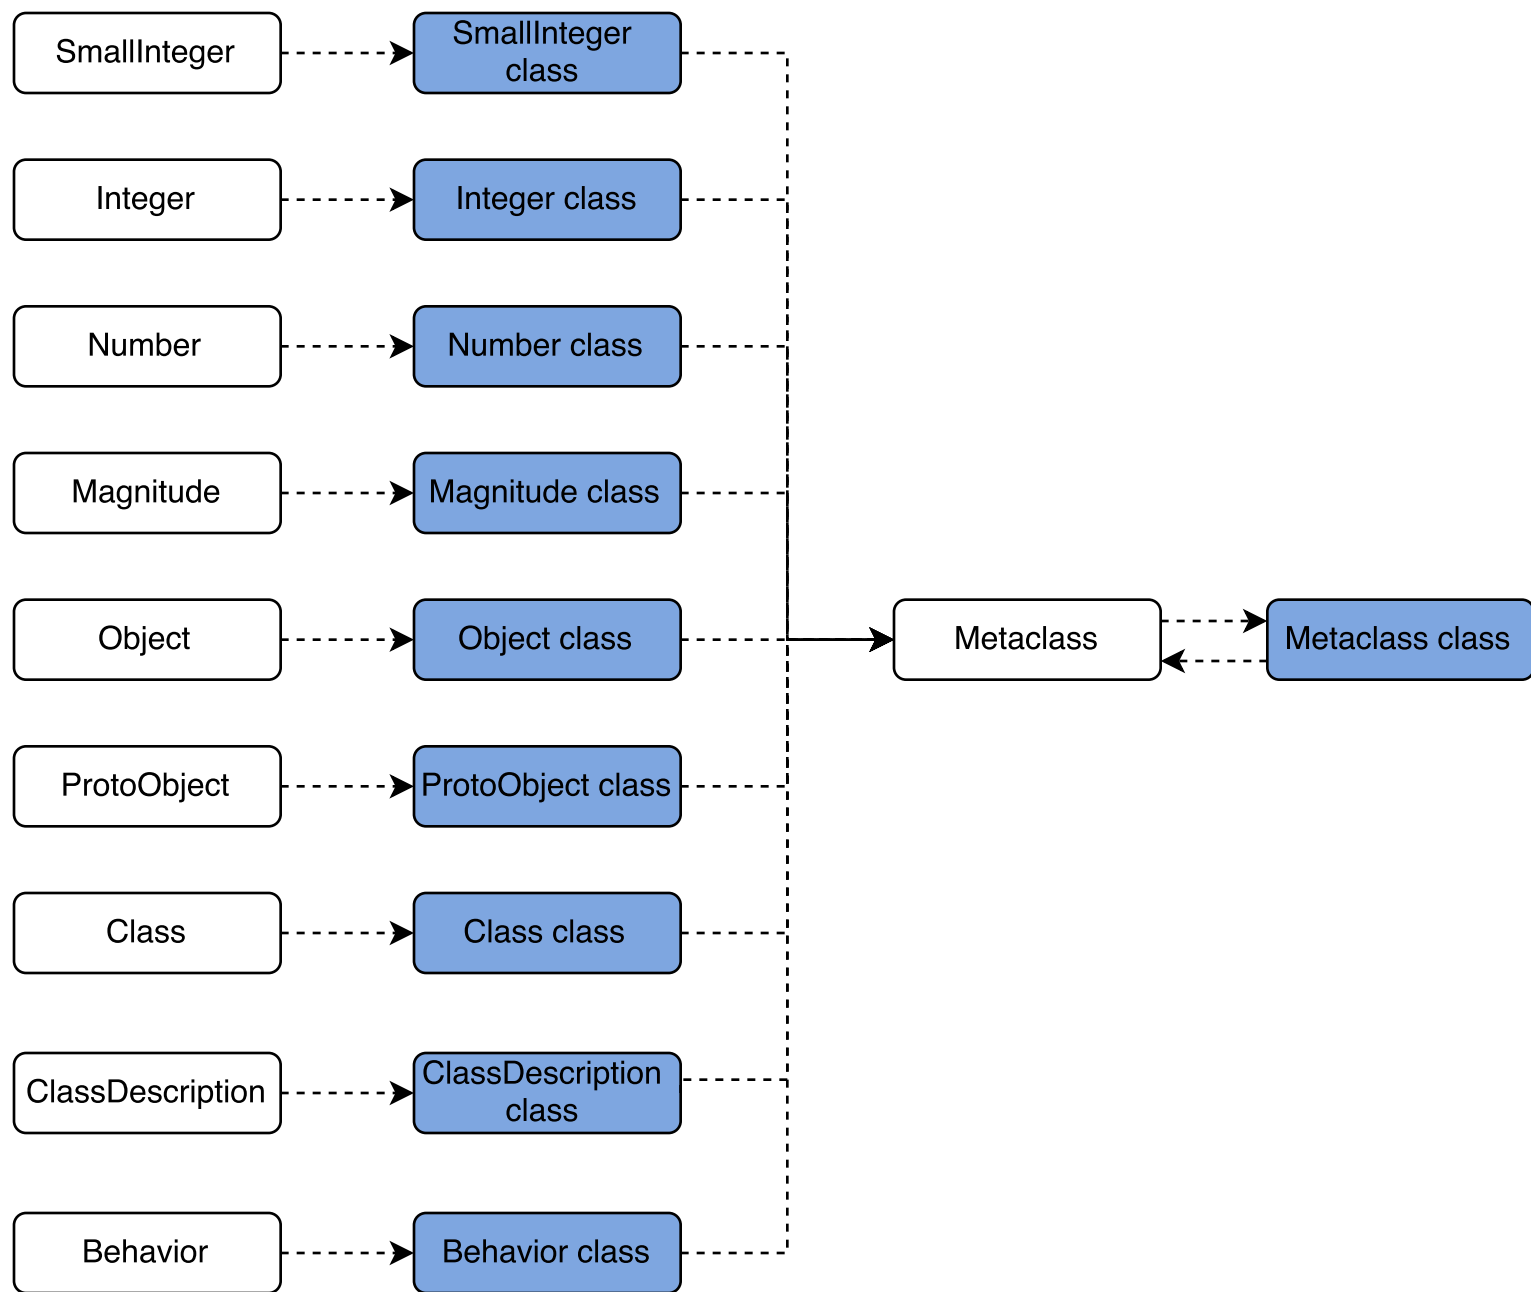 SmallInteger
SmallInteger
class
Integer
Integer class
Number
Number class
Magnitude
Magnitude class
Object
Object class
Metaclass
Metaclass class
ProtoObject
ProtoObject class
Class
Class class
ClassDescription
ClassDescription
class
Behavior
Behavior class